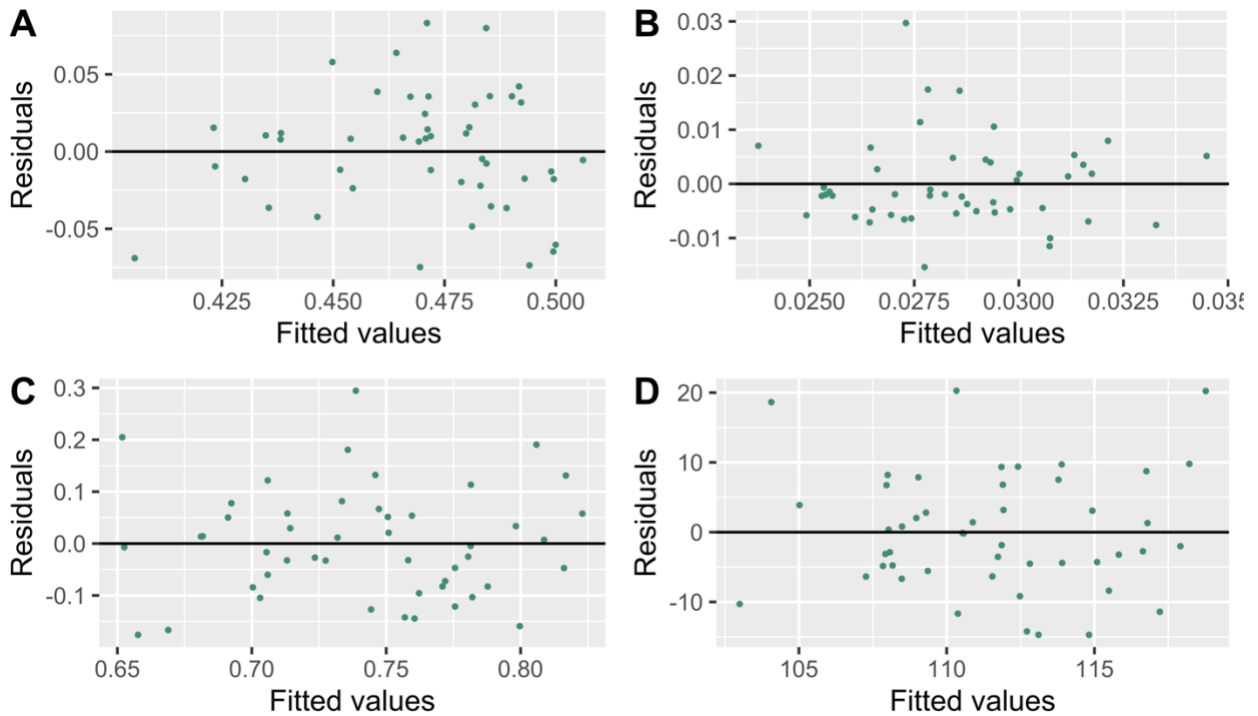 A
Residuals
0.05
0.00
-0.05
0.425
0.450
0.475
0.500
Fitted values
B
Residuals
0.03
0.02
0.01
0.00
-0.01
0.0250
0.0275
0.0300
0.0325
0.035
Fitted values
C
Residuals
0.3
0.2
0.1
0.0
-0.1
0.65
0.70
0.75
0.80
Fitted values
D
Residuals
20
10
0
-10
105
110
115
Fitted values